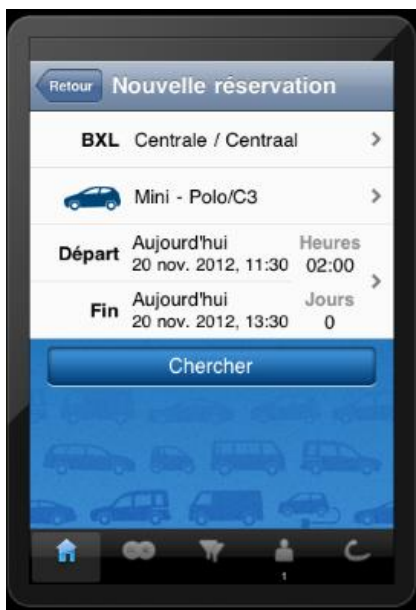 Retour Nouvelle réservation
BXL Centrale / Centraal
Mini - Polo/C3
Départ Aujourd'hui Heures
20 nov. 2012, 11:30 02:00
Fin Aujourd'hui Jours
20 nov. 2012, 13:30 0
Chercher
1